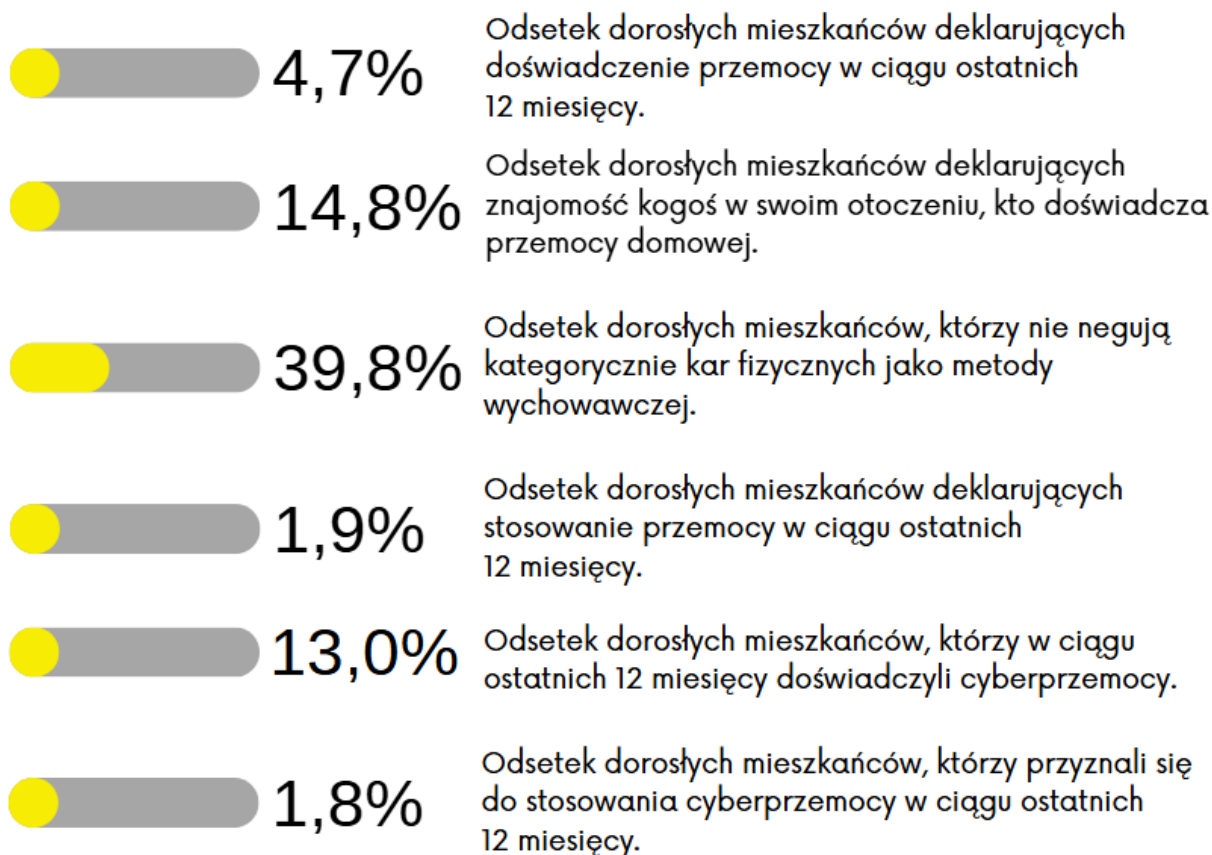 4,7%
Odsetek dorosłych mieszkańców deklarujących
doświadczenie przemocy w ciągu ostatnich
12 miesięcy.
14,8%
Odsetek dorosłych mieszkańców deklarujących
znajomość kogoś w swoim otoczeniu, kto doświadcza
przemocy domowej.
39,8%
Odsetek dorosłych mieszkańców, którzy nie negują
kategorycznie kar fizycznych jako metody
wychowawczej.
1,9%
Odsetek dorosłych mieszkańców deklarujących
stosowanie przemocy w ciągu ostatnich
12 miesięcy.
13,0%
Odsetek dorosłych mieszkańców, którzy w ciągu
ostatnich 12 miesięcy doświadczyli cyberprzemocy.
1,8%
Odsetek dorosłych mieszkańców, którzy przyznali się
do stosowania cyberprzemocy w ciągu ostatnich
12 miesięcy.